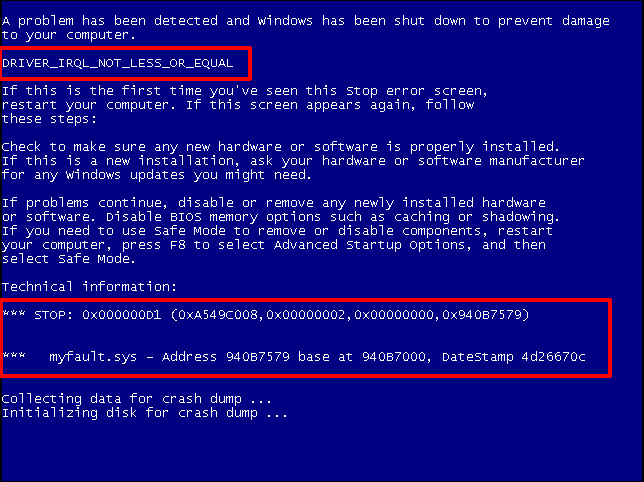 A problem has been detected and Windows has been shut down to prevent damage
to your computer.
DRIVER_IRQL_NOT_LESS_OR_EQUAL
If this is the first time you've seen this Stop error screen,
restart your computer. If this screen appears again, follow
these steps:
Check to make sure any new hardware or software is properly installed.
If this is a new installation, ask your hardware or software manufacturer
for any Windows updates you might need.
If problems continue, disable or remove any newly installed hardware
or software. Disable BIOS memory options such as caching or shadowing.
If you need to use Safe Mode to remove or disable components, restart
your computer, press F8 to select Advanced Startup Options, and then
select Safe Mode.
Technical information:
*** STOP: 0x000000D1 (0xA549C008,0x00000002,0x00000000,0x940B7579)
*** myfault.sys – Address 940B7579 base at 940B7000, DateStamp 4d26670c
Collecting data for crash dump ...
Initializing disk for crash dump ...